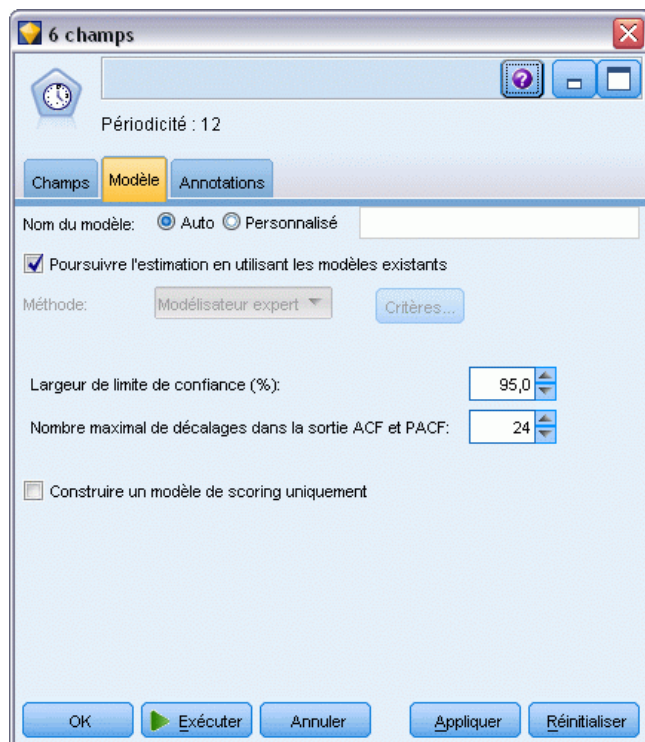 6 champs
Périodicité : 12
Champs
Modèle
Annotations
Nom du modèle: Auto Personnalisé
Poursuivre l'estimation en utilisant les modèles existants
Méthode: Modélisateur expert Critères...
Largeur de limite de confiance (%): 95,0
Nombre maximal de décalages dans la sortie ACF et PACF: 24
Construire un modèle de scoring uniquement
OK Exécuter Annuler Appliquer Réinitialiser